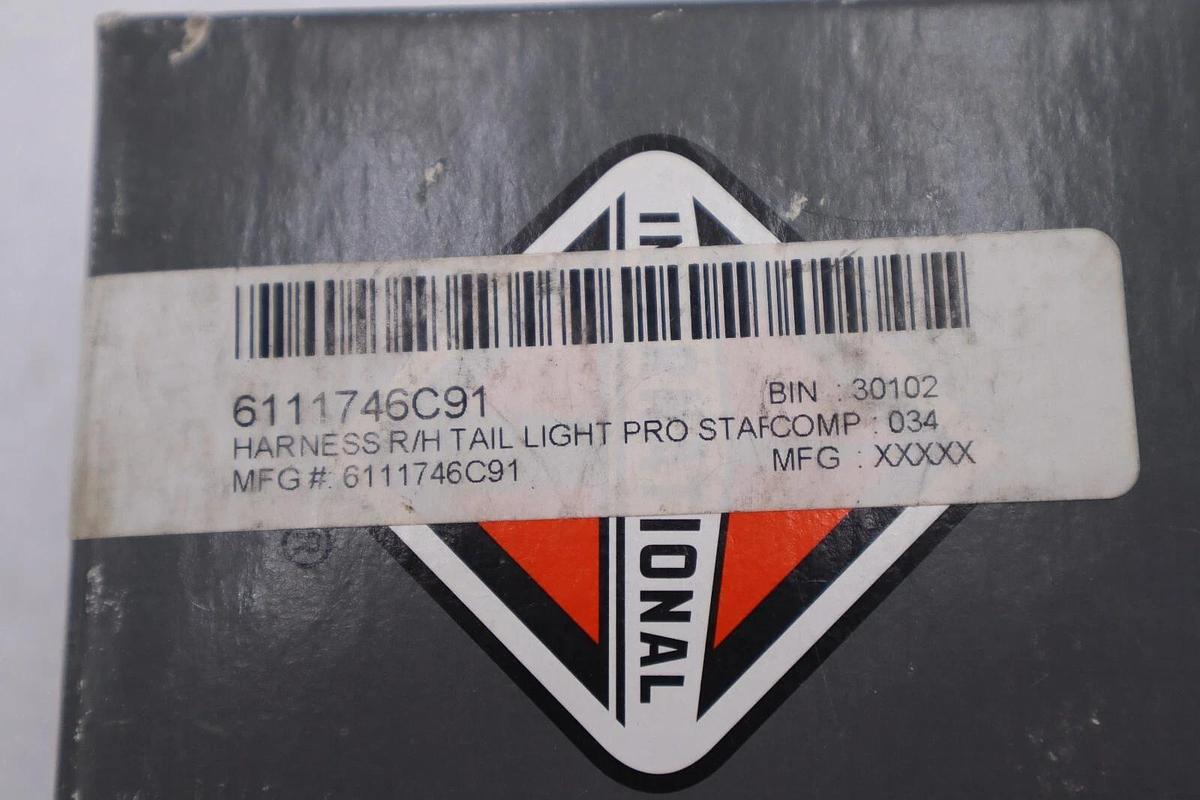 6111746C91
BIN : 30102
HARNESS R/H TAIL LIGHT PRO STAFCOMP : 034
MFG #: 6111746C91
MFG : XXXXX
IONAL